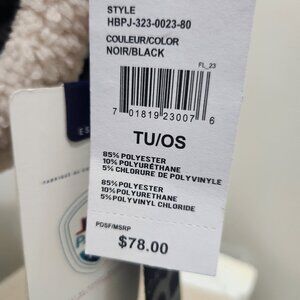 STYLE
HBPJ-323-0023-80
COULEUR/COLOR
NOIR/BLACK
FL_23
7 01819 23007 6
TU/OS
85% POLYESTER
10% POLYURÉTHANE
5% CHLORURE DE POLYVINYLE
85% POLYESTER
10% POLYURETHANE
5% POLYVINYL CHLORIDE
PDSF/MSRP
$78.00
ES